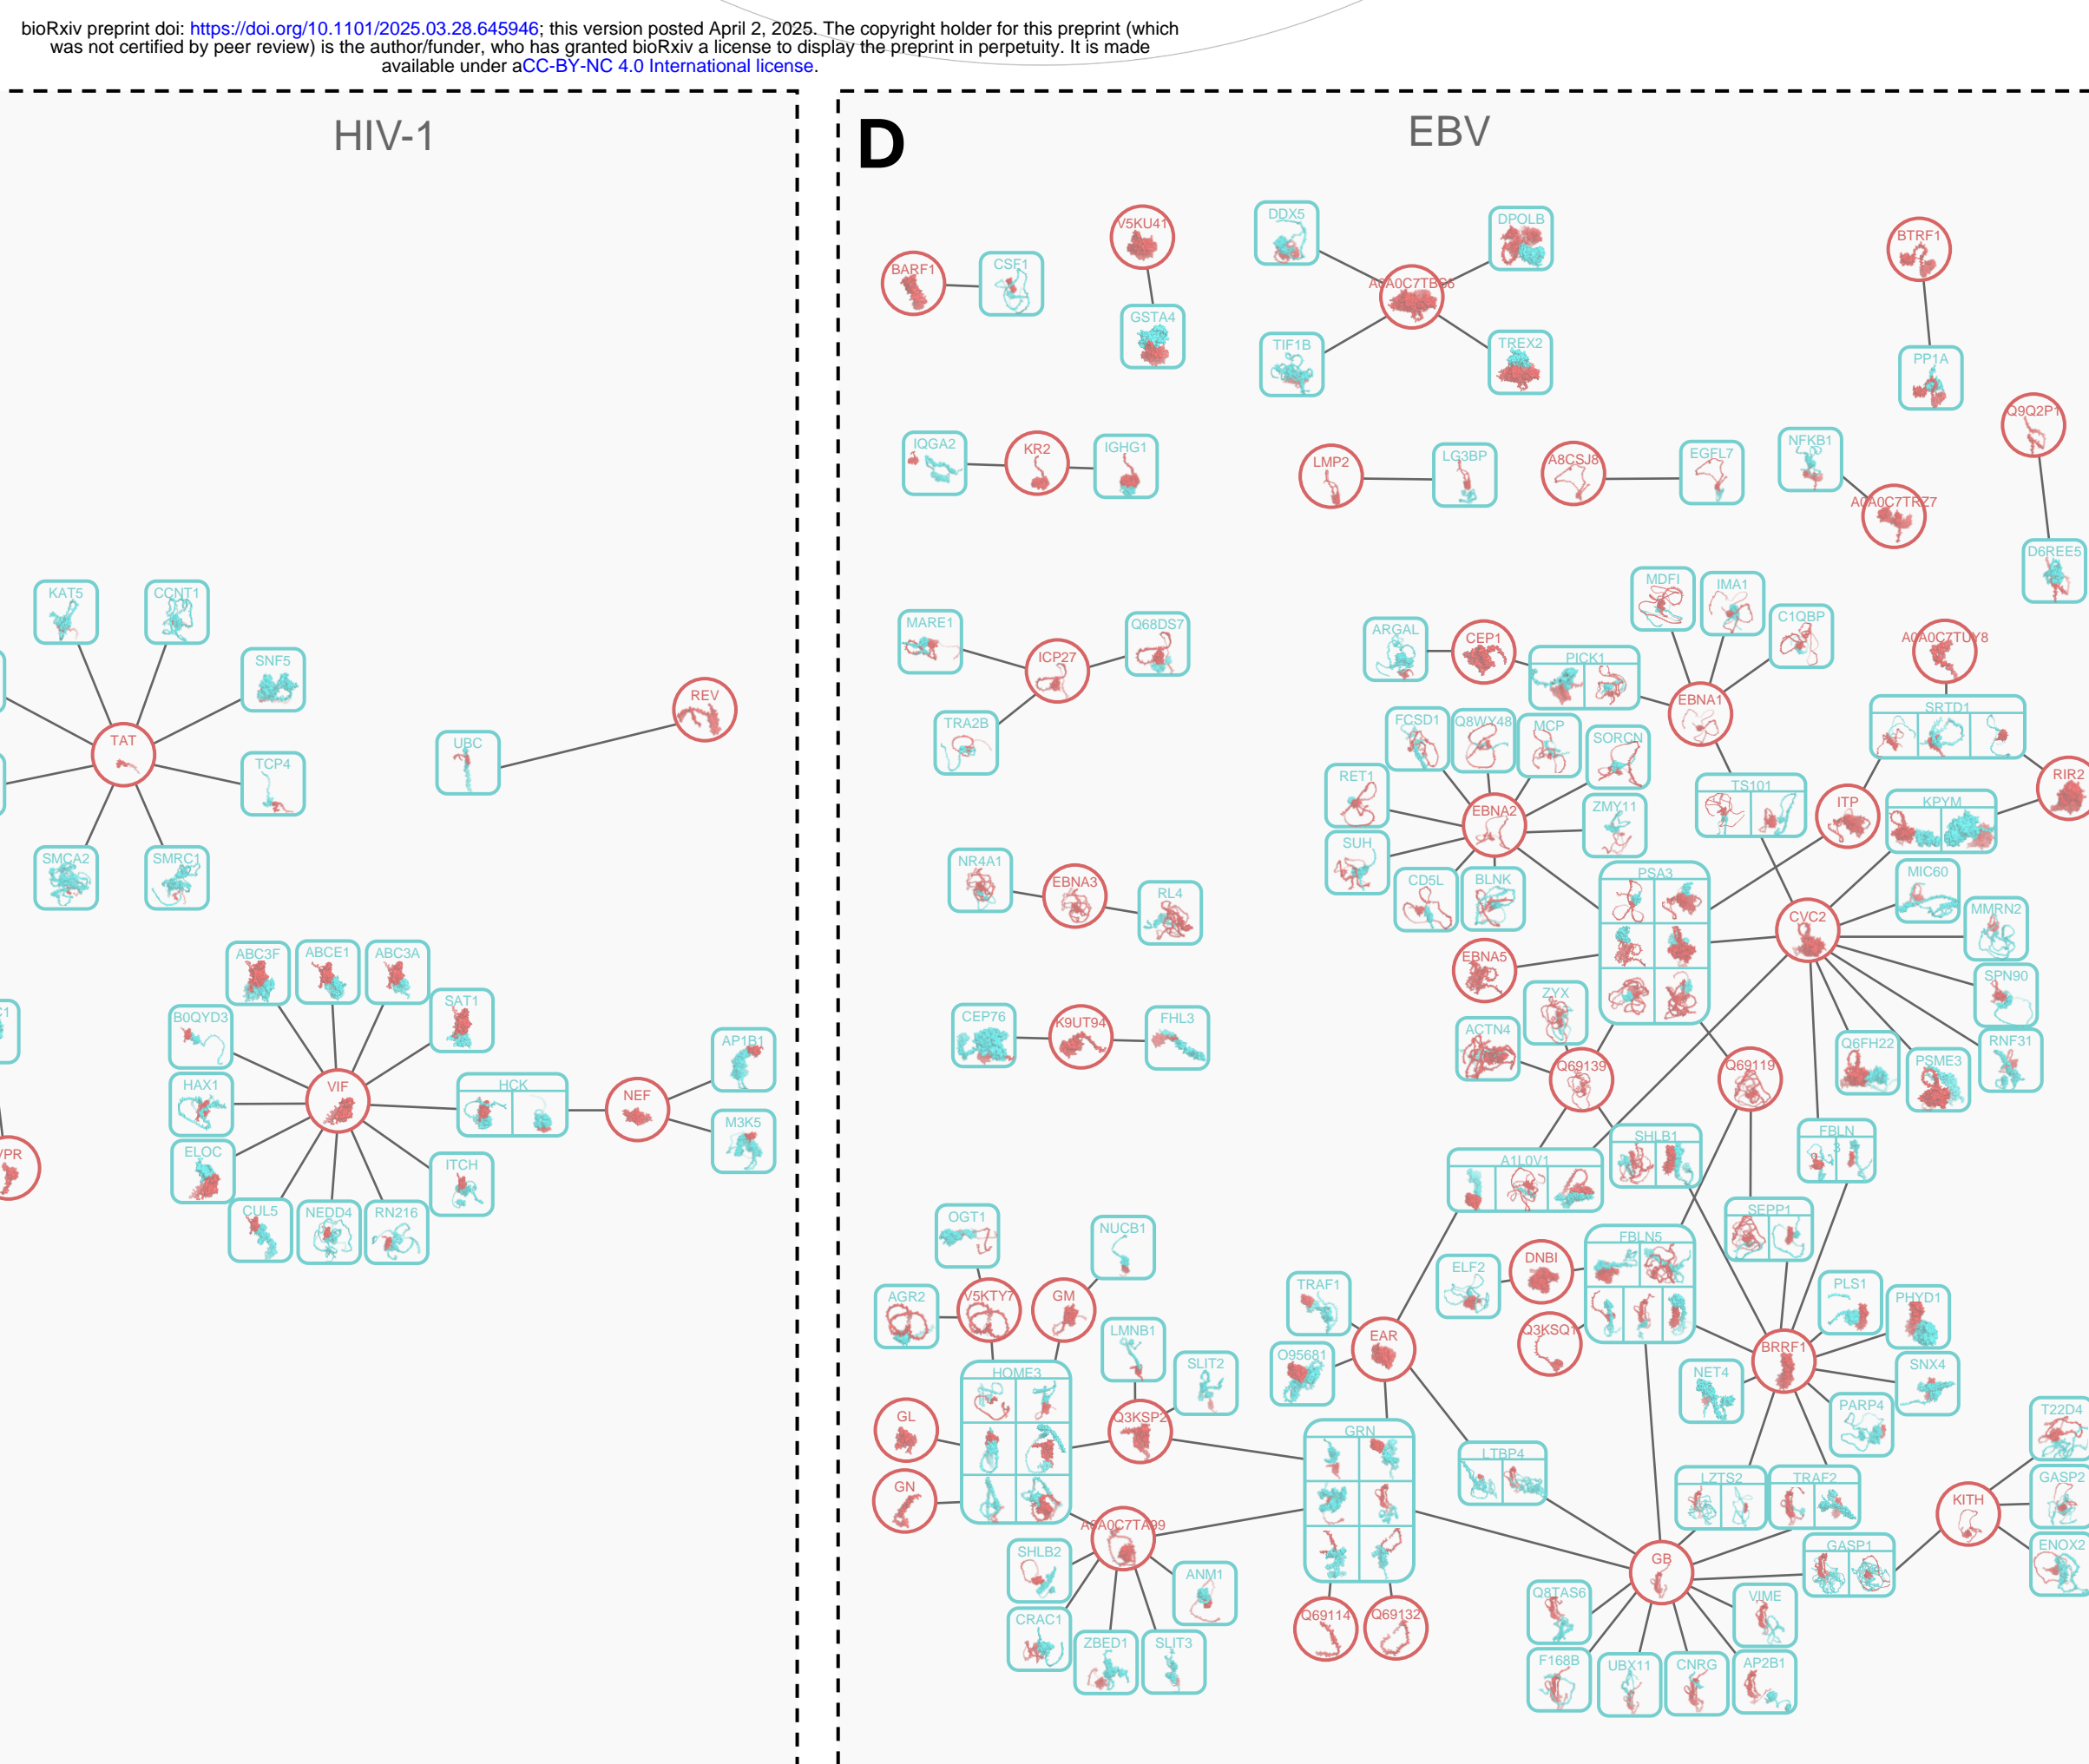 bioRxiv preprint doi: https://doi.org/10.1101/2025.03.28.645946; this version posted April 2, 2025. The copyright holder for this preprint (which
was not certified by peer review) is the author/funder, who has granted bioRxiv a license to display the preprint in perpetuity. It is made
available under aCC-BY-NC 4.0 International license.
HIV-1
KAT5
CCNT1
SNF5
TAT
TCP4
SMCA2
SMRC1
REV
UBC
ABC3F
ABCE1
ABC3A
SAT1
B0QYD3
HAX1
VIF
HCK
NEF
AP1B1
M3K5
ELOC
ITCH
CUL5
NEDD4
RN216
D
EBV
BARF1
CSF1
V5KU41
GSTA4
DDX5
DPOLB
TIF1B
TREX2
BTRF1
PP1A
IQGA2
KR2
IGHG1
LMP2
LG3BP
A8CSJ8
EGFL7
NFKB1
A0A0C7TRZ7
Q9Q2P1
D6REE5
MARE1
ICP27
Q68DS7
TRA2B
ARGAL
CEP1
PICK1
MDFI
IMA1
C1QBP
EBNA1
A0A0C7TUY8
SRTD1
RIR2
FCSD1
Q8WY48
MCP
SORCN
RET1
EBNA2
ZMY11
SUH
CD5L
BLNK
TS101
ITP
KPYM
MIC60
MMRN2
CVC2
SPN90
RNF31
Q6FH22
PSME3
NR4A1
EBNA3
RL4
PSA3
EBNA5
ZYX
ACTN4
Q69139
Q69119
CEP76
K9UT94
FHL3
A1L0V1
SHLB1
FBLN
3
SEPP1
FBLN5
ELF2
DNBI
Q3KSQ1
PLS1
PHYD1
BRRF1
SNX4
NET4
PARP4
OGT1
NUCB1
AGR2
V5KTY7
GM
LMNB1
SLIT2
HOME3
GL
GN
Q3KSP2
TRAF1
O95681
EAR
GRN
LTBP4
LZTS2
TRAF2
GASP1
KITH
T22D4
GASP2
ENOX2
A0A0C7TA99
SHLB2
ANM1
CRAC1
ZBED1
SLIT3
Q69114
Q69132
GB
Q8TAS6
VIME
F168B
UBX11
CNRG
AP2B1